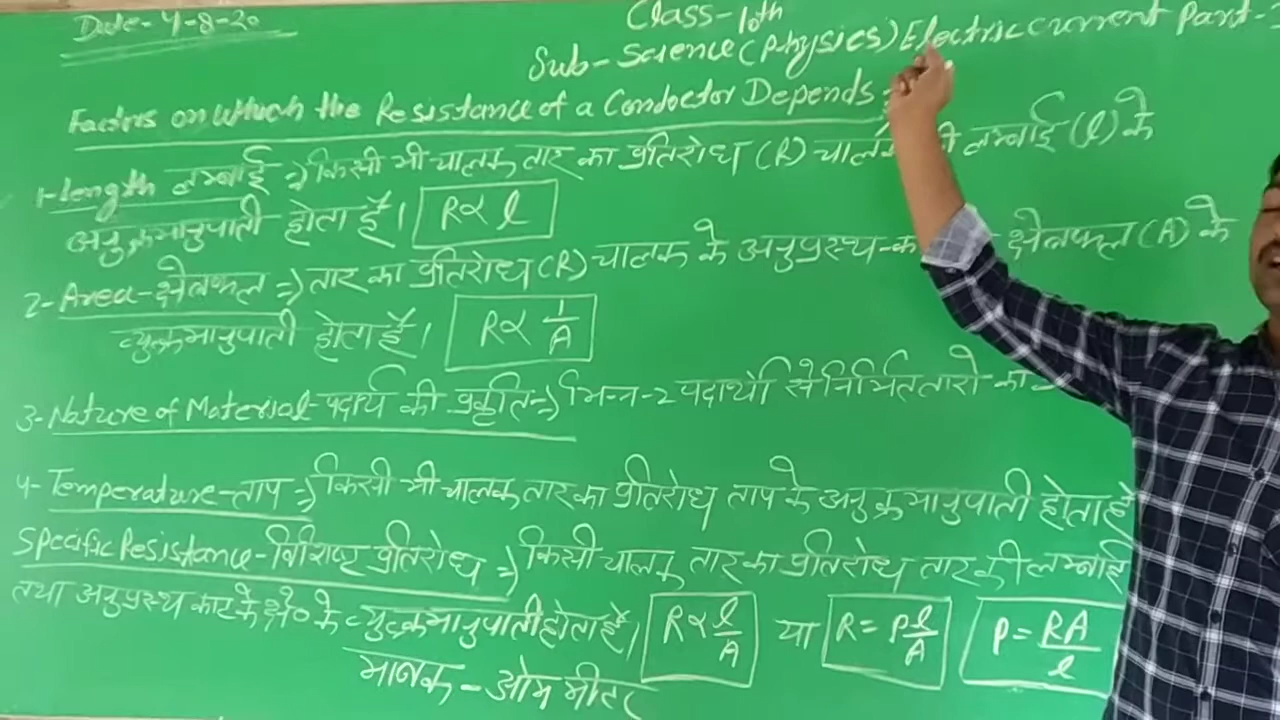 Date- 4-8-20
Class-10th
Sub-Science(Physics) Electric current Part-
Factors on which the Resistance of a Conductor Depends
1-length लम्बाई => किसी भी चालक तार का प्रतिरोध (R) चालक की लम्बाई (l) के
अनुक्रमानुपाती होता है। R∝ l
2-Area-क्षेत्रफल => तार का प्रतिरोध (R) चालक के अनुप्रस्थ-का क्षेत्रफल (A) के
व्युत्क्रमानुपाती होता है। R∝ 1/A
3-Nature of Material-पदार्थ की प्रकृति => भिन्न-2 पदार्थो से निर्मित तारो का
4-Temperature-ताप => किसी भी चालक तार का प्रतिरोध ताप के अनुक्रमानुपाती होता है
Specific Resistance-विशिष्ट प्रतिरोध => किसी चालक तार का प्रतिरोध तार की लम्बाई
तथा अनुप्रस्थ काट के क्षे० के व्युत्क्रमानुपाती होता है। R∝ l/A या R= P l/A P= RA/l
मानक - ओम मीटर